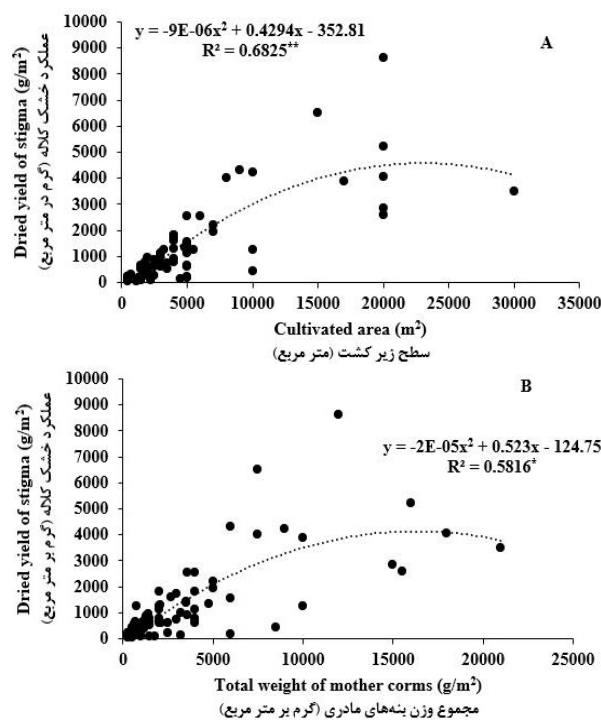 y = -9E-06x² + 0.4294x - 352.81
R² = 0.6825**
A
Dried yield of stigma (g/m²)
عملکرد خشک کلاله (گرم در متر مربع)
10000
9000
8000
7000
6000
5000
4000
3000
2000
1000
0
0 5000 10000 15000 20000 25000 30000 35000
Cultivated area (m²)
سطح زیر کشت (متر مربع)
B
y = -2E-05x² + 0.523x - 124.75
R² = 0.5816*
Dried yield of stigma (g/m²)
عملکرد خشک کلاله (گرم بر متر مربع)
10000
9000
8000
7000
6000
5000
4000
3000
2000
1000
0
0 5000 10000 15000 20000 25000
Total weight of mother corms (g/m²)
مجموع وزن بنه‌های مادری (گرم بر متر مربع)